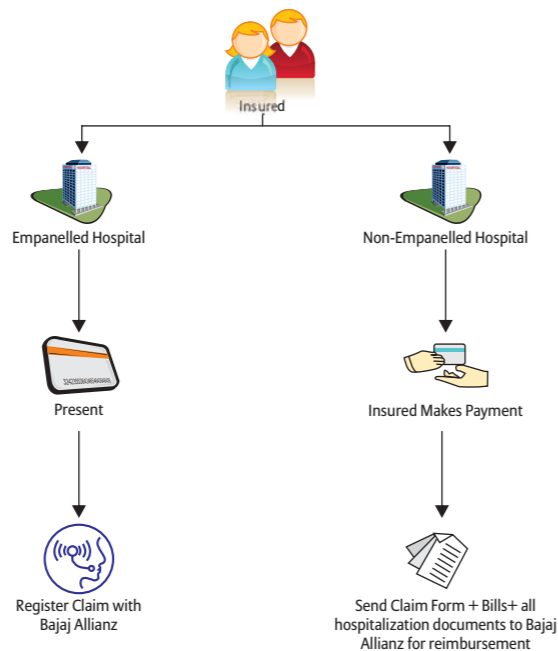 Insured
Empanelled Hospital
Non-Empanelled Hospital
Present
Insured Makes Payment
Register Claim with
Bajaj Allianz
Send Claim Form + Bills+ all
hospitalization documents to Bajaj
Allianz for reimbursement